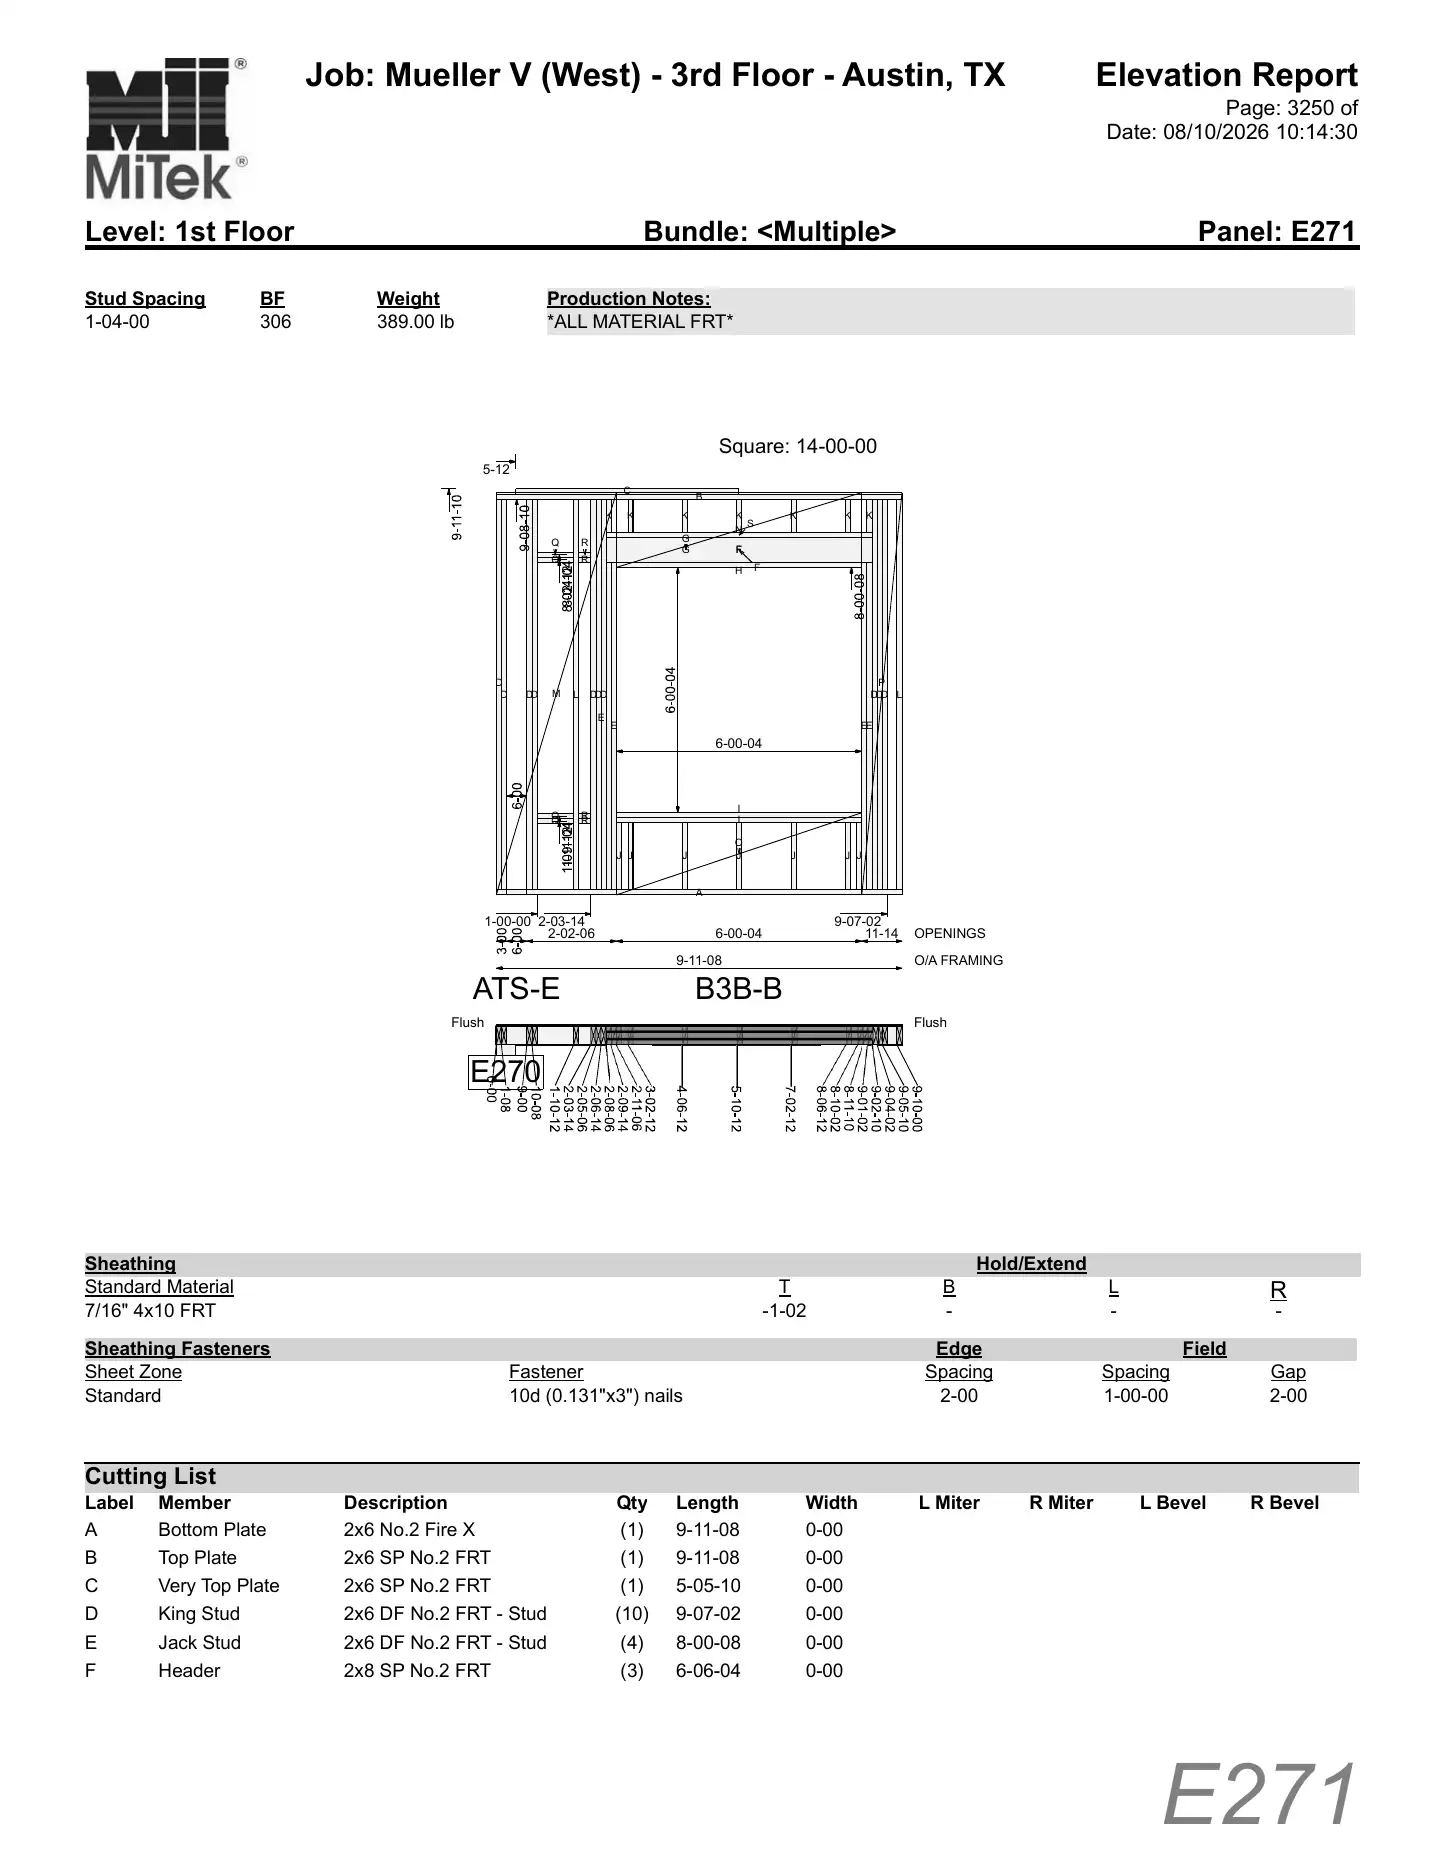 Job: Mueller V (West) - 3rd Floor - Austin, TX
Elevation Report
Page: 3250 of
Date: 08/10/2026 10:14:30
MiTek®
Level: 1st Floor Bundle: <Multiple> Panel: E271
Stud Spacing BF Weight Production Notes:
1-04-00 306 389.00 lb *ALL MATERIAL FRT*
Square: 14-00-00
5-12
9-11-10
9-08-10
C
B
K K K K K K K
S
N
Q R
G
G
F
H F
8-00-08
6-00-04
D
P
D DD M L DDD DDD L
E
E
EE
6-00-04
6-00
I
O
J J J J J J J
A
1-00-00 2-03-14 9-07-02
3-00 6-00 2-02-06 6-00-04 11-14 OPENINGS
9-11-08 O/A FRAMING
ATS-E B3B-B
Flush Flush
E270
0-00 1-08 9-00 10-08 1-10-12 2-03-14 2-05-06 2-06-14 2-08-06 2-09-14 2-11-06 3-02-12 4-06-12 5-10-12 7-02-12 8-06-12 8-10-02 8-11-10 9-01-02 9-02-10 9-04-02 9-05-10 9-10-00
Sheathing Hold/Extend
Standard Material T B L R
7/16" 4x10 FRT -1-02 - - -
Sheathing Fasteners Edge Field
Sheet Zone Fastener Spacing Spacing Gap
Standard 10d (0.131"x3") nails 2-00 1-00-00 2-00
Cutting List
Label Member Description Qty Length Width L Miter R Miter L Bevel R Bevel
A Bottom Plate 2x6 No.2 Fire X (1) 9-11-08 0-00
B Top Plate 2x6 SP No.2 FRT (1) 9-11-08 0-00
C Very Top Plate 2x6 SP No.2 FRT (1) 5-05-10 0-00
D King Stud 2x6 DF No.2 FRT - Stud (10) 9-07-02 0-00
E Jack Stud 2x6 DF No.2 FRT - Stud (4) 8-00-08 0-00
F Header 2x8 SP No.2 FRT (3) 6-06-04 0-00
E271